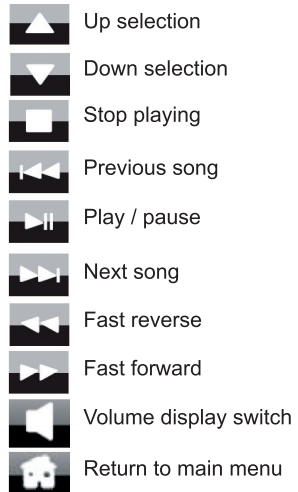 Up selection
Down selection
Stop playing
Previous song
Play / pause
Next song
Fast reverse
Fast forward
Volume display switch
Return to main menu